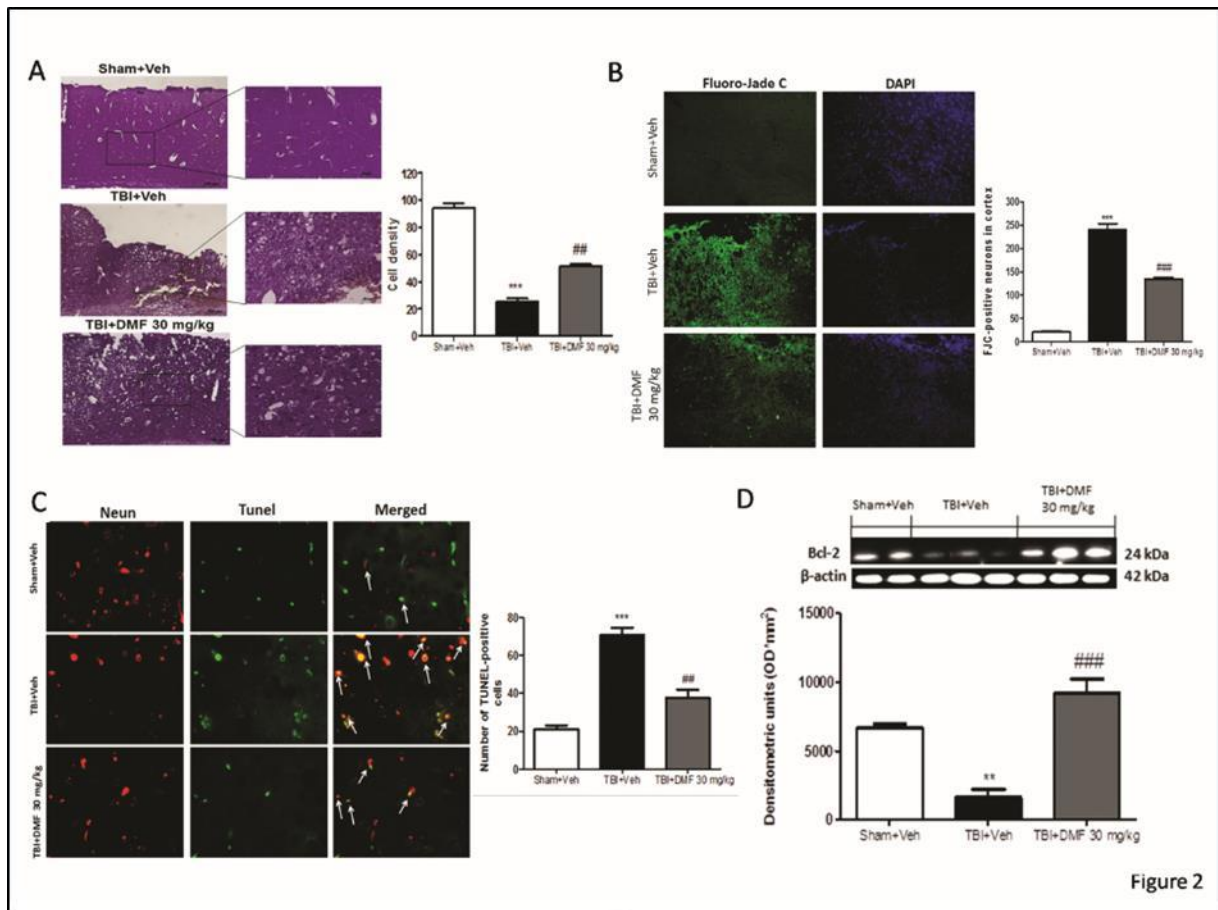 A
Sham+Veh
TBI+Veh
TBI+DMF 30 mg/kg
Cell density
120
100
80
60
40
20
0
***
##
Sham+Veh
TBI+Veh
TBI+DMF 30 mg/kg
B
Fluoro-Jade C
DAPI
Sham+Veh
TBI+Veh
TBI+DMF
30 mg/kg
FJC-positive neurons in cortex
300
250
200
150
100
50
0
***
###
Sham+Veh
TBI+Veh
TBI+DMF 30 mg/kg
C
Neun
Tunel
Merged
Sham+Veh
TBI+Veh
TBI+DMF 30 mg/kg
Number of TUNEL-positive
cells
80
60
40
20
0
***
##
Sham+Veh
TBI+Veh
TBI+DMF 30 mg/kg
D
Sham+Veh
TBI+Veh
TBI+DMF
30 mg/kg
Bcl-2
24 kDa
β-actin
42 kDa
Densitometric units (OD*mm²)
15000
10000
5000
0
**
###
Sham+Veh
TBI+Veh
TBI+DMF 30 mg/kg
Figure 2